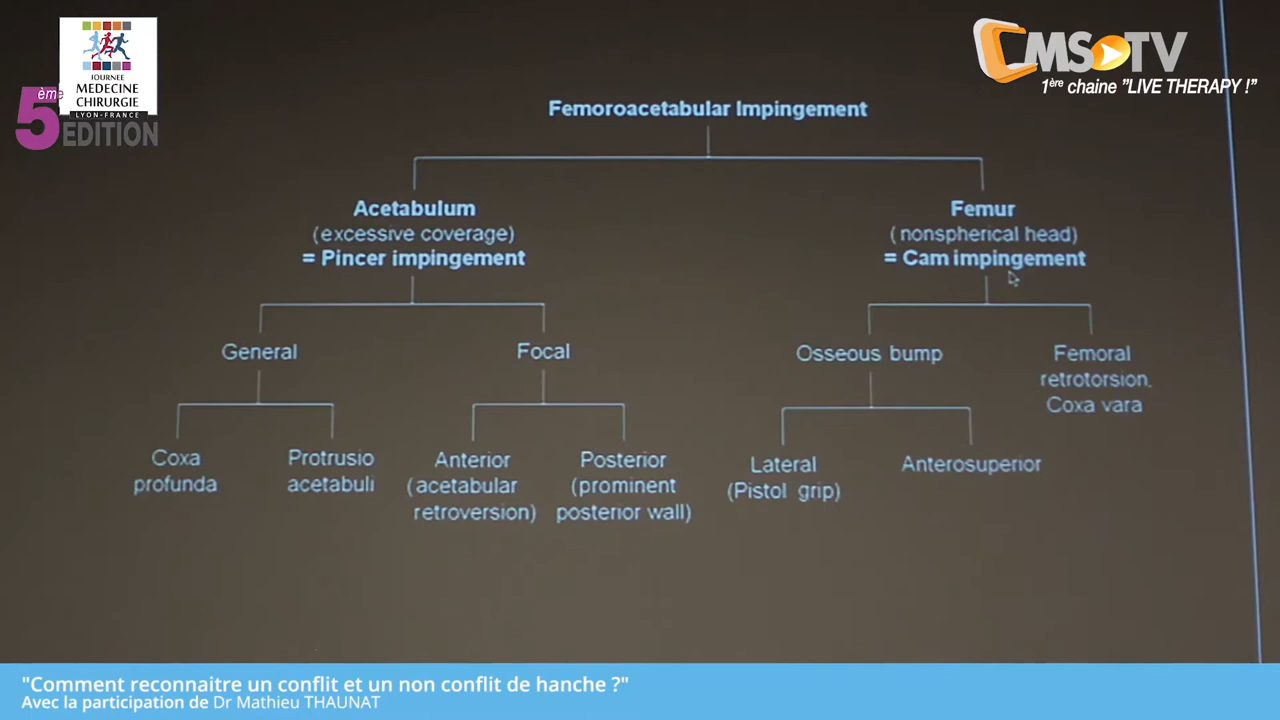 JOURNEE
MEDECINE
CHIRURGIE
LYON-FRANCE
5ème EDITION
CMS TV
1ère chaine "LIVE THERAPY !"
Femoroacetabular Impingement
Acetabulum
(excessive coverage)
= Pincer impingement
Femur
(nonspherical head)
= Cam impingement
General
Focal
Osseous bump
Femoral
retrotorsion,
Coxa vara
Coxa
profunda
Protrusio
acetabuli
Anterior
(acetabular
retroversion)
Posterior
(prominent
posterior wall)
Lateral
(Pistol grip)
Anterosuperior
"Comment reconnaitre un conflit et un non conflit de hanche ?"
Avec la participation de Dr Mathieu THAUNAT